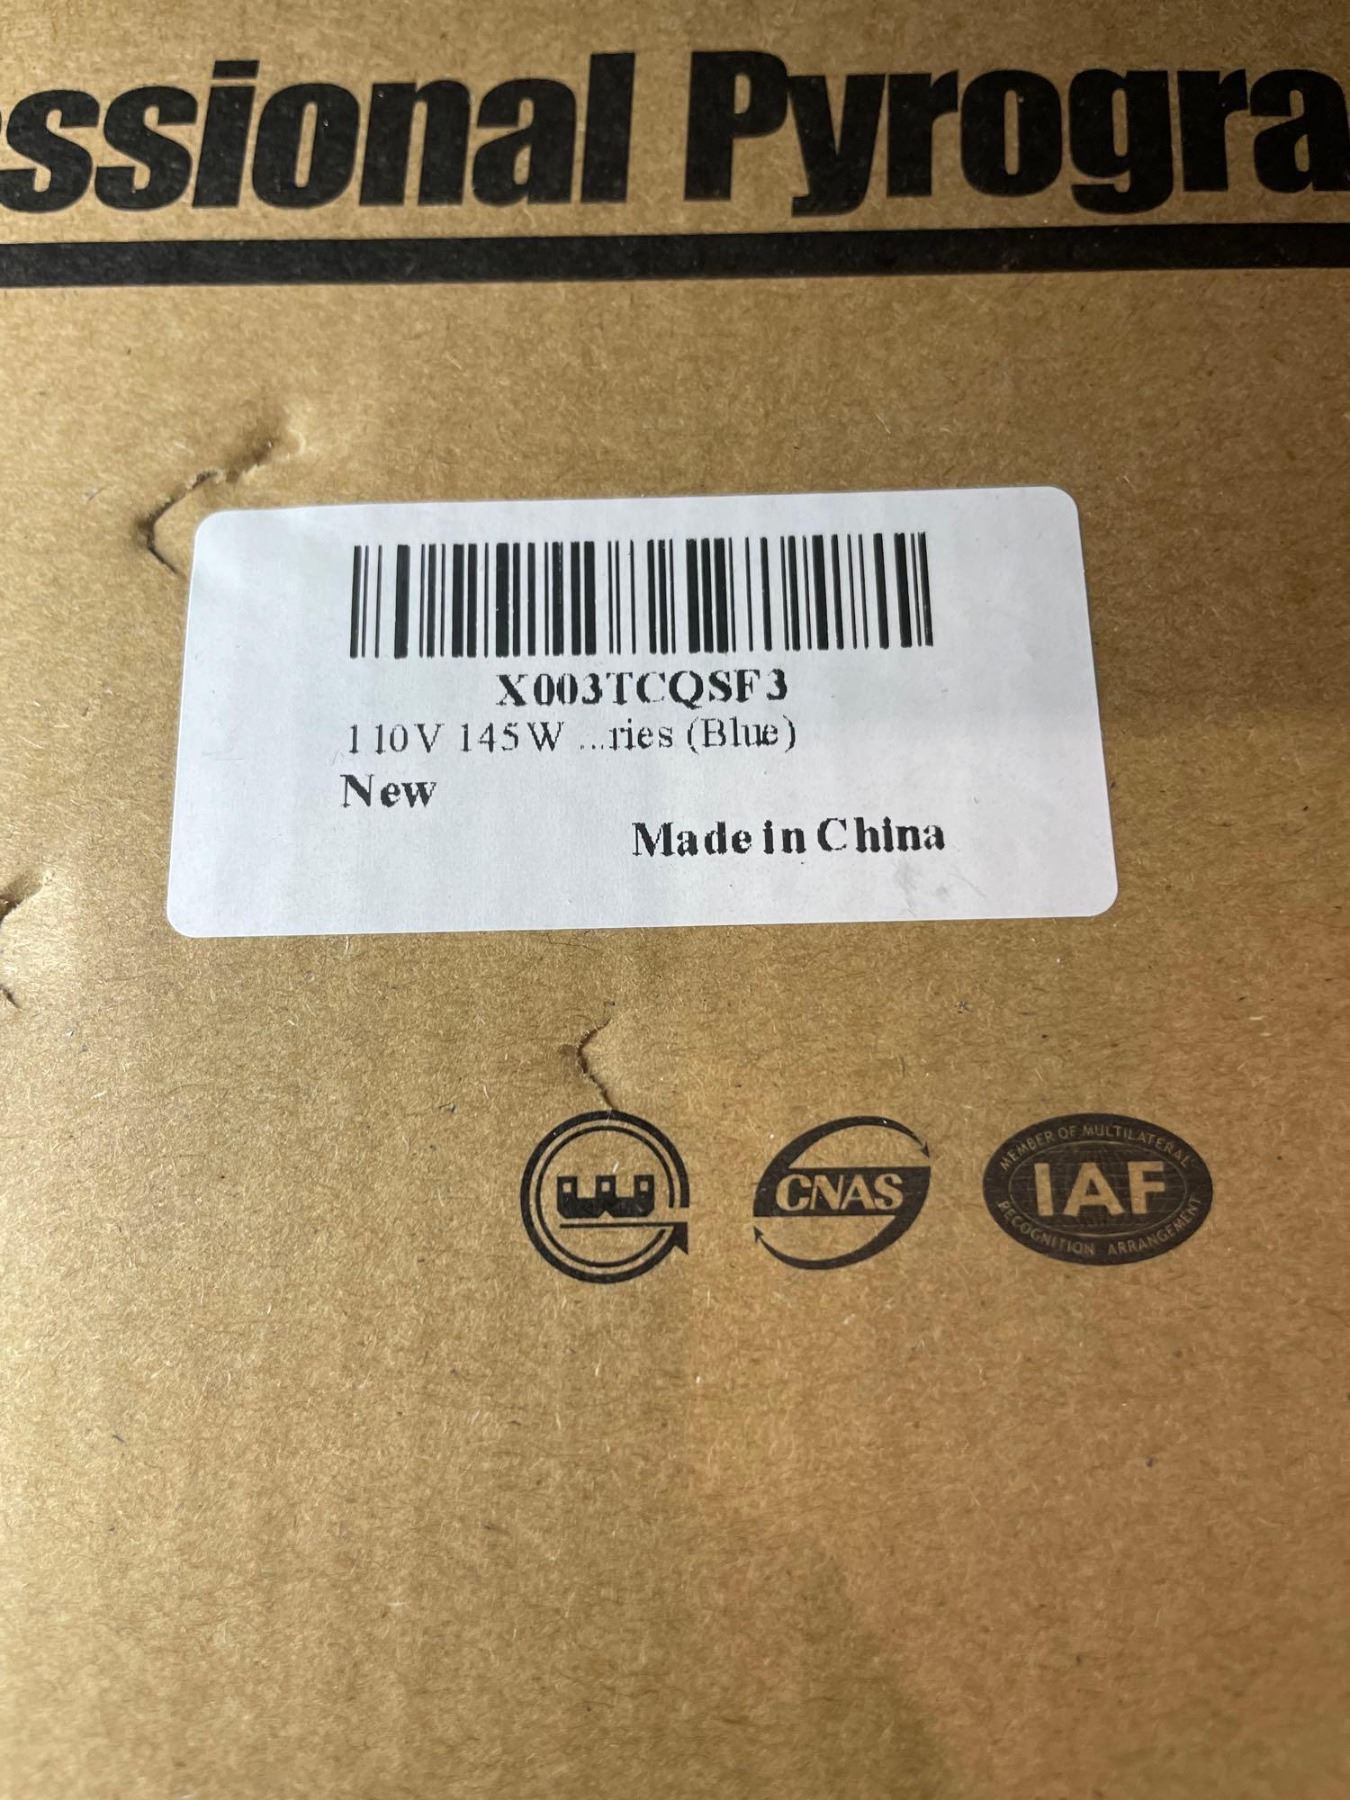 ssional Pyrogra
X003TCQSF3
110V 145W ...ries (Blue)
New
Made in China
CNAS
MEMBER OF MULTILATERAL
IAF
RECOGNITION ARRANGEMENT